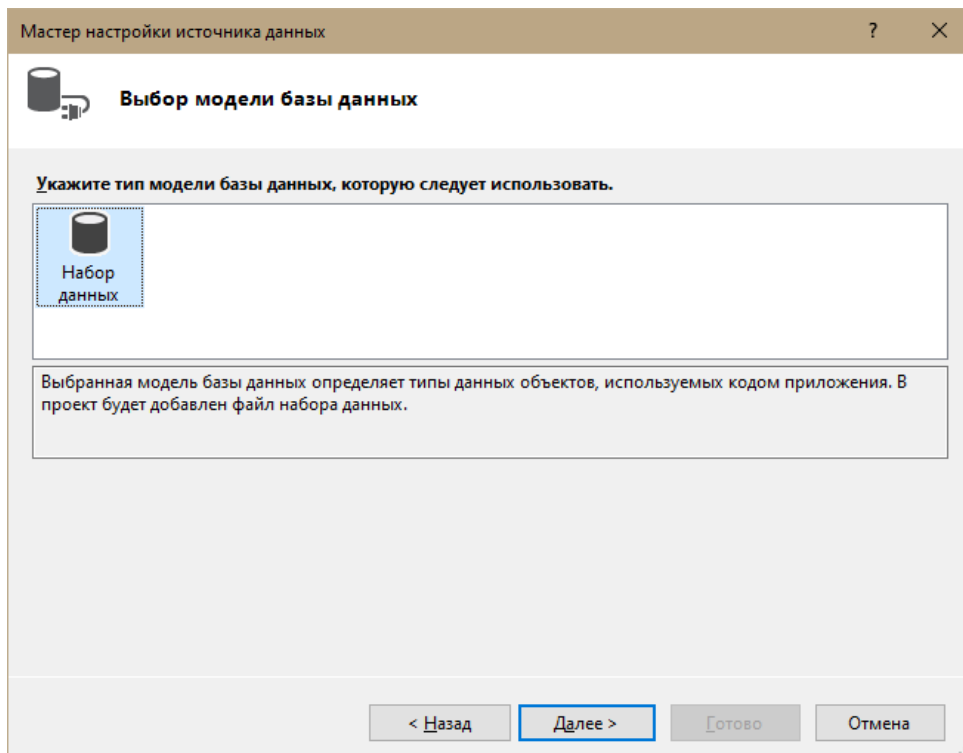 Мастер настройки источника данных
?
Выбор модели базы данных
Укажите тип модели базы данных, которую следует использовать.
Набор
данных
Выбранная модель базы данных определяет типы данных объектов, используемых кодом приложения. В
проект будет добавлен файл набора данных.
< Назад
Далее >
Готово
Отмена